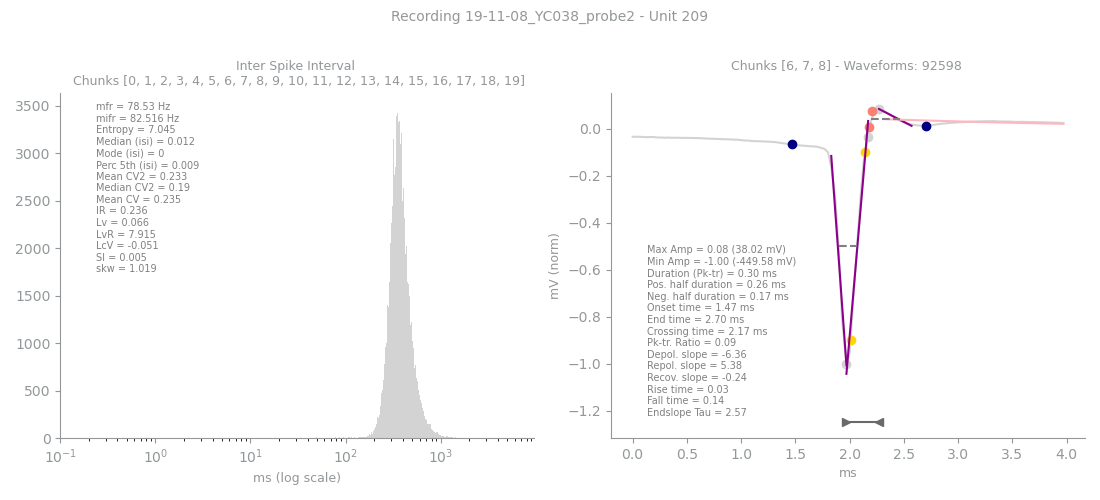 Recording 19-11-08_YC038_probe2 - Unit 209
Inter Spike Interval
Chunks [0, 1, 2, 3, 4, 5, 6, 7, 8, 9, 10, 11, 12, 13, 14, 15, 16, 17, 18, 19]
3500
3000
2500
2000
1500
1000
500
0
mfr = 78.53 Hz
mifr = 82.516 Hz
Entropy = 7.045
Median (isi) = 0.012
Mode (isi) = 0
Perc 5th (isi) = 0.009
Mean CV2 = 0.233
Median CV2 = 0.19
Mean CV = 0.235
IR = 0.236
Lv = 0.066
LvR = 7.915
LcV = -0.051
SI = 0.005
skw = 1.019
10⁻¹ 10⁰ 10¹ 10² 10³
ms (log scale)
Chunks [6, 7, 8] - Waveforms: 92598
mV (norm)
0.0
−0.2
−0.4
−0.6
−0.8
−1.0
−1.2
Max Amp = 0.08 (38.02 mV)
Min Amp = -1.00 (-449.58 mV)
Duration (Pk-tr) = 0.30 ms
Pos. half duration = 0.26 ms
Neg. half duration = 0.17 ms
Onset time = 1.47 ms
End time = 2.70 ms
Crossing time = 2.17 ms
Pk-tr. Ratio = 0.09
Depol. slope = -6.36
Repol. slope = 5.38
Recov. slope = -0.24
Rise time = 0.03
Fall time = 0.14
Endslope Tau = 2.57
0.0 0.5 1.0 1.5 2.0 2.5 3.0 3.5 4.0
ms